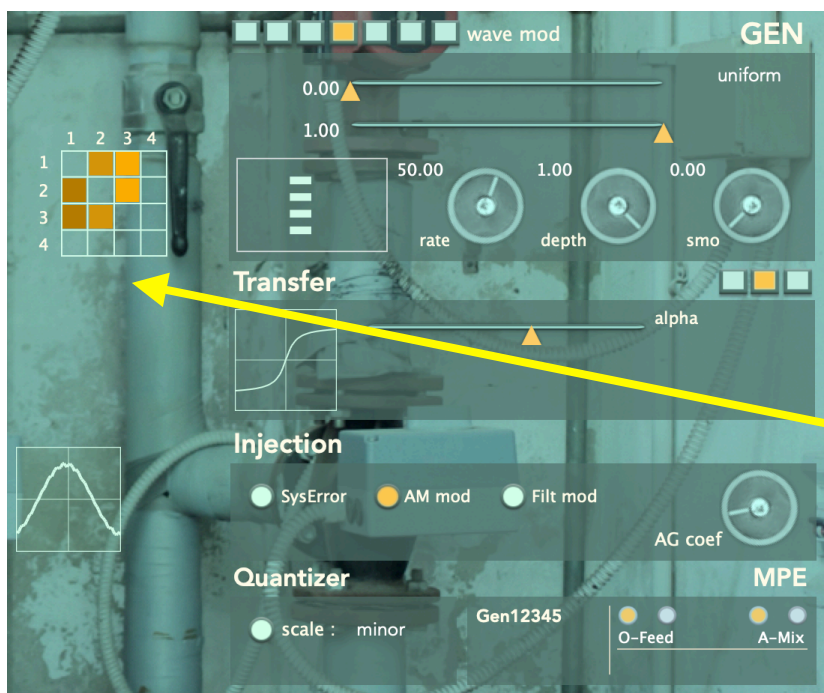 wave mod GEN
uniform
0.00
1.00
1 2 3 4
1
2
3
4
50.00 1.00 0.00
rate depth smo
Transfer
alpha
Injection
SysError AM mod Filt mod
AG coef
Quantizer MPE
Gen12345
scale : minor
O-Feed A-Mix